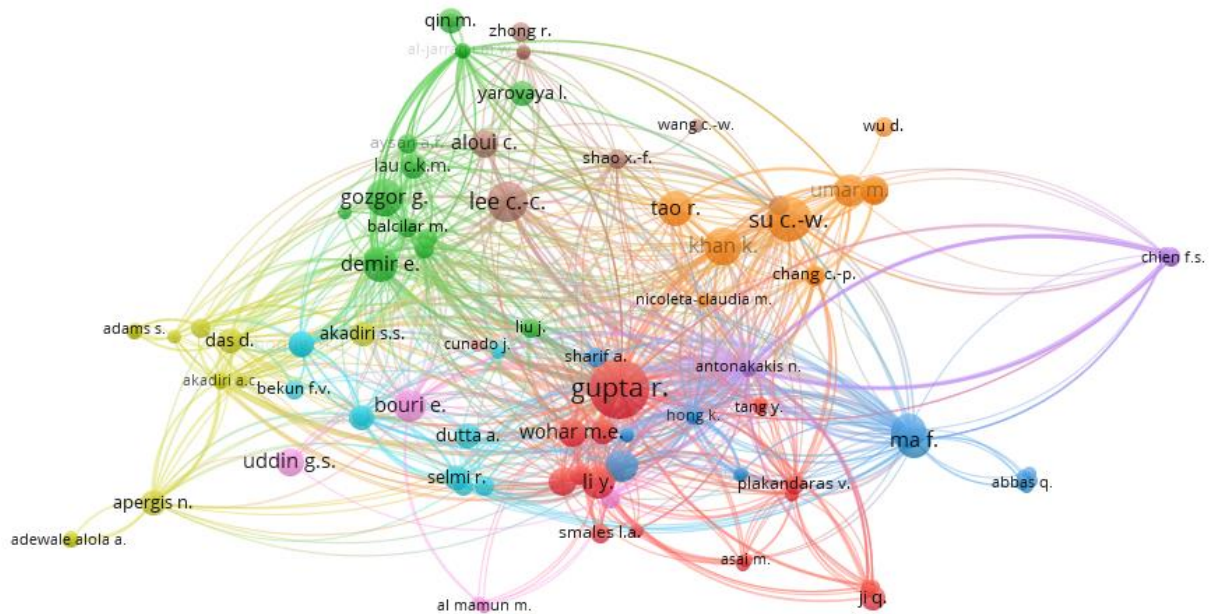 qin m.
zhong r.
yarovaya l.
wang c.-w.
wu d.
aysan a.f.
aloui c.
shao x.-f.
lau c.k.m.
gozgor g.
lee c.-c.
tao r.
su c.-w.
umar m.
balcilar m.
khan k.
demir e.
chang c.-p.
chien f.s.
nicoleta-claudia m.
adams s.
das d.
akadiri s.s.
liu j.
cunado j.
sharif a.
antonakakis n.
akadiri a.c.
bekun f.v.
bouri e.
gupta r.
tang y.
hong k.
dutta a.
wohar m.e.
ma f.
uddin g.s.
selmi r.
li y.
plakandaras v.
abbas q.
apergis n.
adewale alola a.
smales l.a.
asai m.
al mamun m.
ji q.